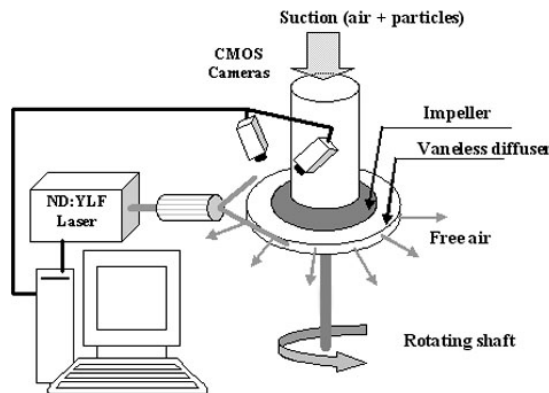 Suction (air + particles)
CMOS
Cameras
Impeller
Vaneless diffuser
ND:YLF
Laser
Free air
Rotating shaft